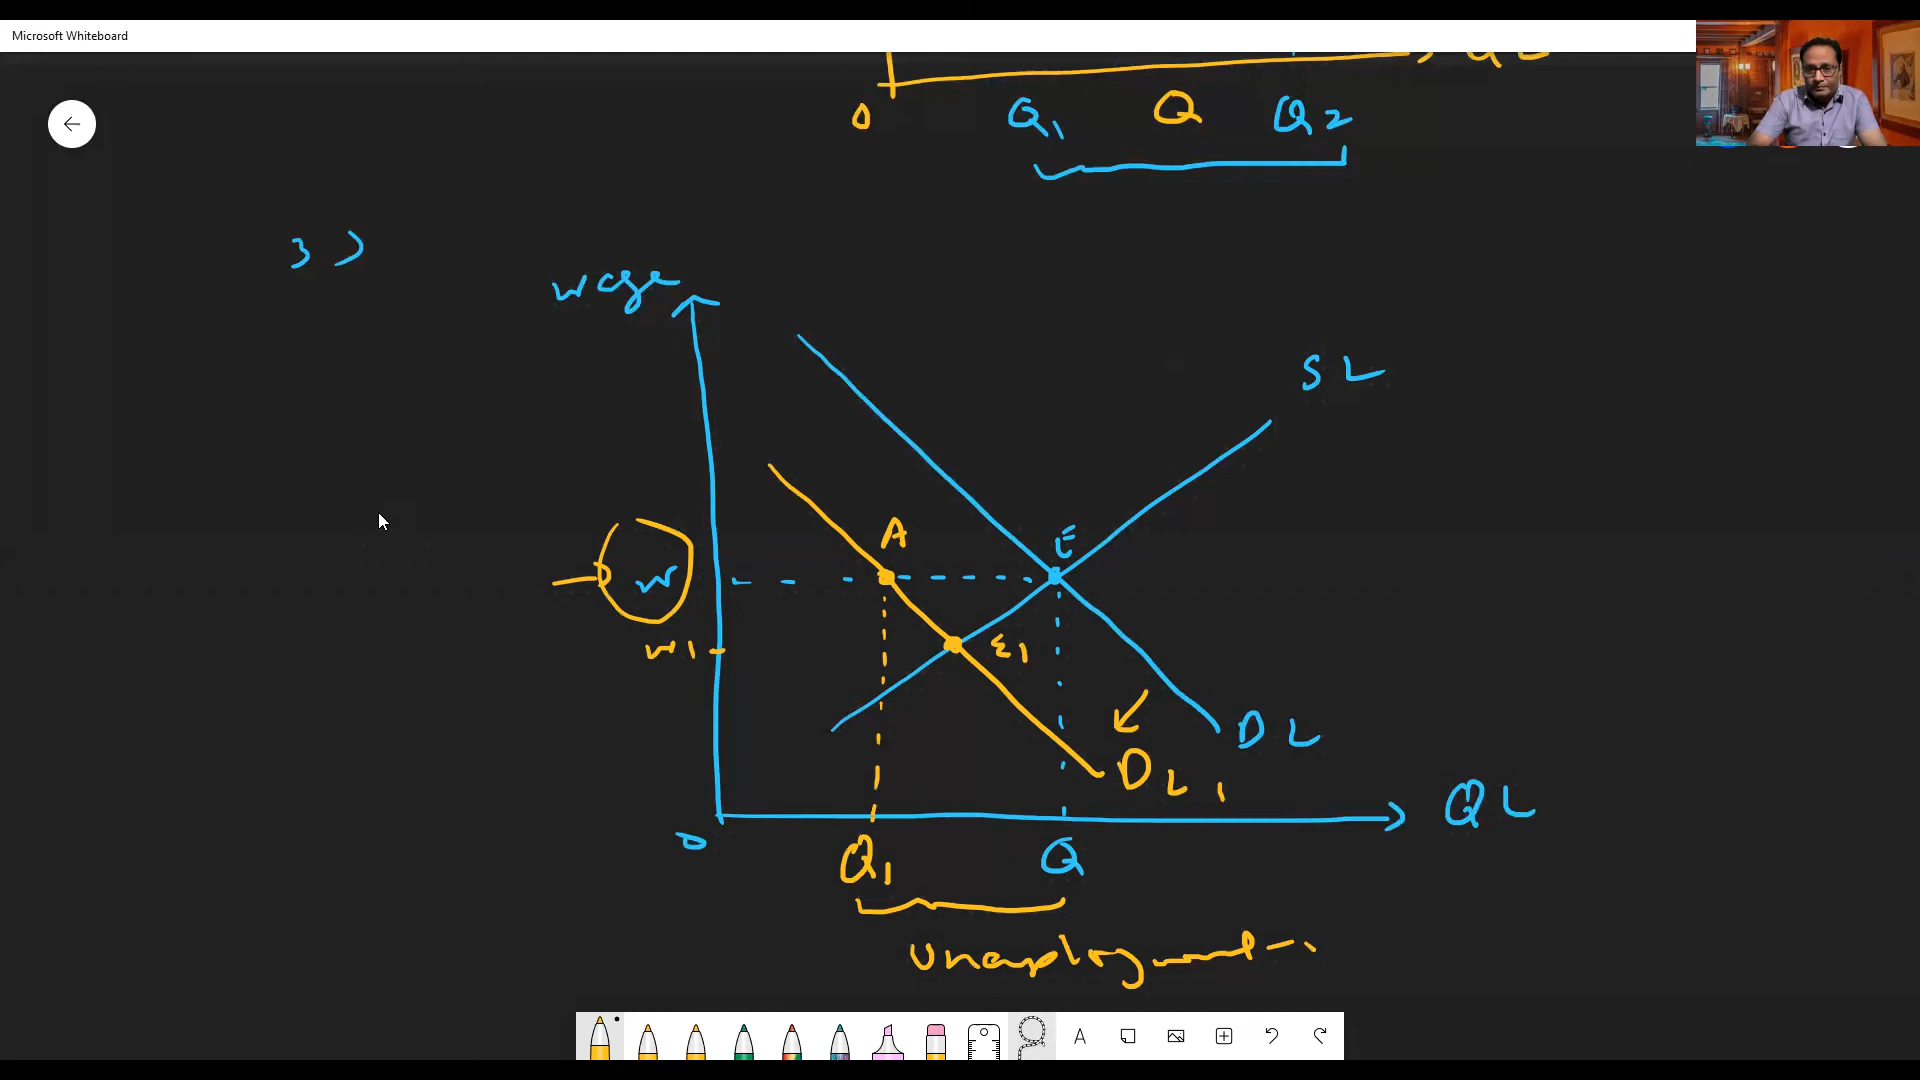 Microsoft Whiteboard
0 Q1 Q Q2
3)
wage
SL
A E
w
w1 E1
DL
DL1
QL
0
Q1 Q
unemployment
A